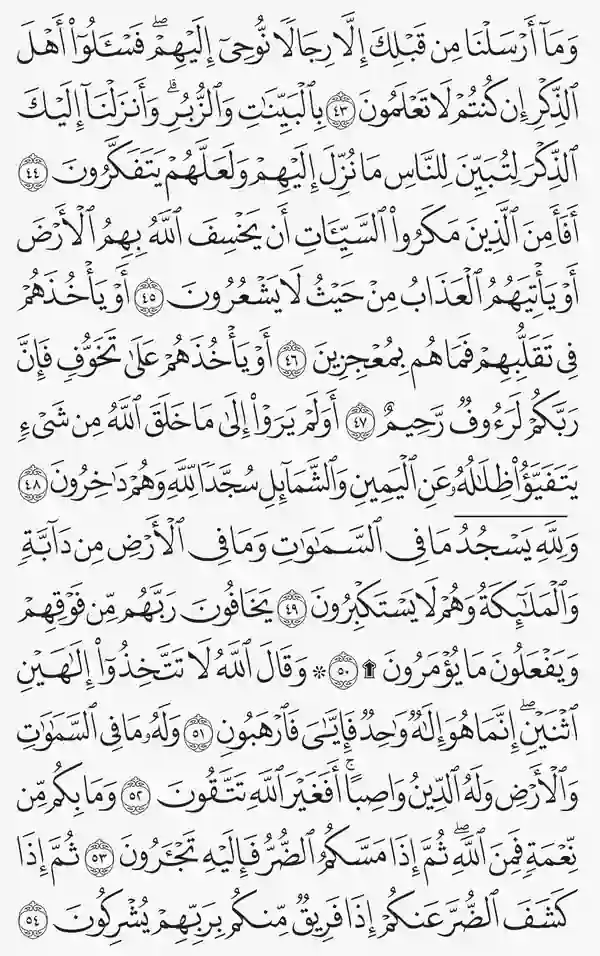 وَمَآ أَرْسَلْنَا مِن قَبْلِكَ إِلَّا رِجَالًا نُّوحِىٓ إِلَيْهِمْ ۖ فَسْـَٔلُوٓا۟ أَهْلَ
ٱلذِّكْرِ إِن كُنتُمْ لَا تَعْلَمُونَ ٤٣ بِٱلْبَيِّنَـٰتِ وَٱلزُّبُرِ ۗ وَأَنزَلْنَآ إِلَيْكَ
ٱلذِّكْرَ لِتُبَيِّنَ لِلنَّاسِ مَا نُزِّلَ إِلَيْهِمْ وَلَعَلَّهُمْ يَتَفَكَّرُونَ ٤٤
أَفَأَمِنَ ٱلَّذِينَ مَكَرُوا۟ ٱلسَّيِّـَٔاتِ أَن يَخْسِفَ ٱللَّهُ بِهِمُ ٱلْأَرْضَ
أَوْ يَأْتِيَهُمُ ٱلْعَذَابُ مِنْ حَيْثُ لَا يَشْعُرُونَ ٤٥ أَوْ يَأْخُذَهُمْ
فِى تَقَلُّبِهِمْ فَمَا هُم بِمُعْجِزِينَ ٤٦ أَوْ يَأْخُذَهُمْ عَلَىٰ تَخَوُّفٍ فَإِنَّ
رَبَّكُمْ لَرَءُوفٌ رَّحِيمٌ ٤٧ أَوَلَمْ يَرَوْا۟ إِلَىٰ مَا خَلَقَ ٱللَّهُ مِن شَىْءٍ
يَتَفَيَّؤُا۟ ظِلَـٰلُهُۥ عَنِ ٱلْيَمِينِ وَٱلشَّمَآئِلِ سُجَّدًا لِّلَّهِ وَهُمْ دَٰخِرُونَ ٤٨
وَلِلَّهِ يَسْجُدُ مَا فِى ٱلسَّمَـٰوَٰتِ وَمَا فِى ٱلْأَرْضِ مِن دَآبَّةٍ
وَٱلْمَلَـٰٓئِكَةُ وَهُمْ لَا يَسْتَكْبِرُونَ ٤٩ يَخَافُونَ رَبَّهُم مِّن فَوْقِهِمْ
وَيَفْعَلُونَ مَا يُؤْمَرُونَ ۩ ٥٠ ۞ وَقَالَ ٱللَّهُ لَا تَتَّخِذُوٓا۟ إِلَـٰهَيْنِ
ٱثْنَيْنِ ۖ إِنَّمَا هُوَ إِلَـٰهٌ وَٰحِدٌ فَإِيَّـٰىَ فَٱرْهَبُونِ ٥١ وَلَهُۥ مَا فِى ٱلسَّمَـٰوَٰتِ
وَٱلْأَرْضِ وَلَهُ ٱلدِّينُ وَاصِبًا ۚ أَفَغَيْرَ ٱللَّهِ تَتَّقُونَ ٥٢ وَمَا بِكُم مِّن
نِّعْمَةٍ فَمِنَ ٱللَّهِ ۖ ثُمَّ إِذَا مَسَّكُمُ ٱلضُّرُّ فَإِلَيْهِ تَجْـَٔرُونَ ٥٣ ثُمَّ إِذَا
كَشَفَ ٱلضُّرَّ عَنكُمْ إِذَا فَرِيقٌ مِّنكُم بِرَبِّهِمْ يُشْرِكُونَ ٥٤